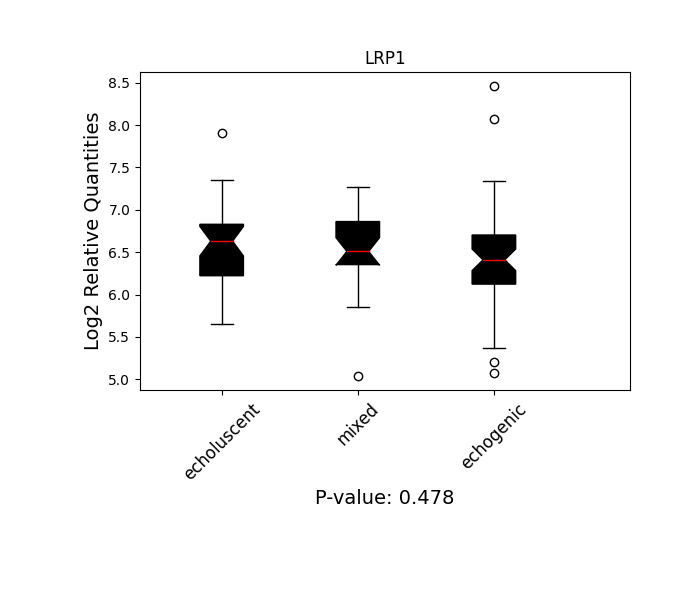 LRP1
Log2 Relative Quantities
8.5
8.0
7.5
7.0
6.5
6.0
5.5
5.0
echoluscent
mixed
echogenic
P-value: 0.478